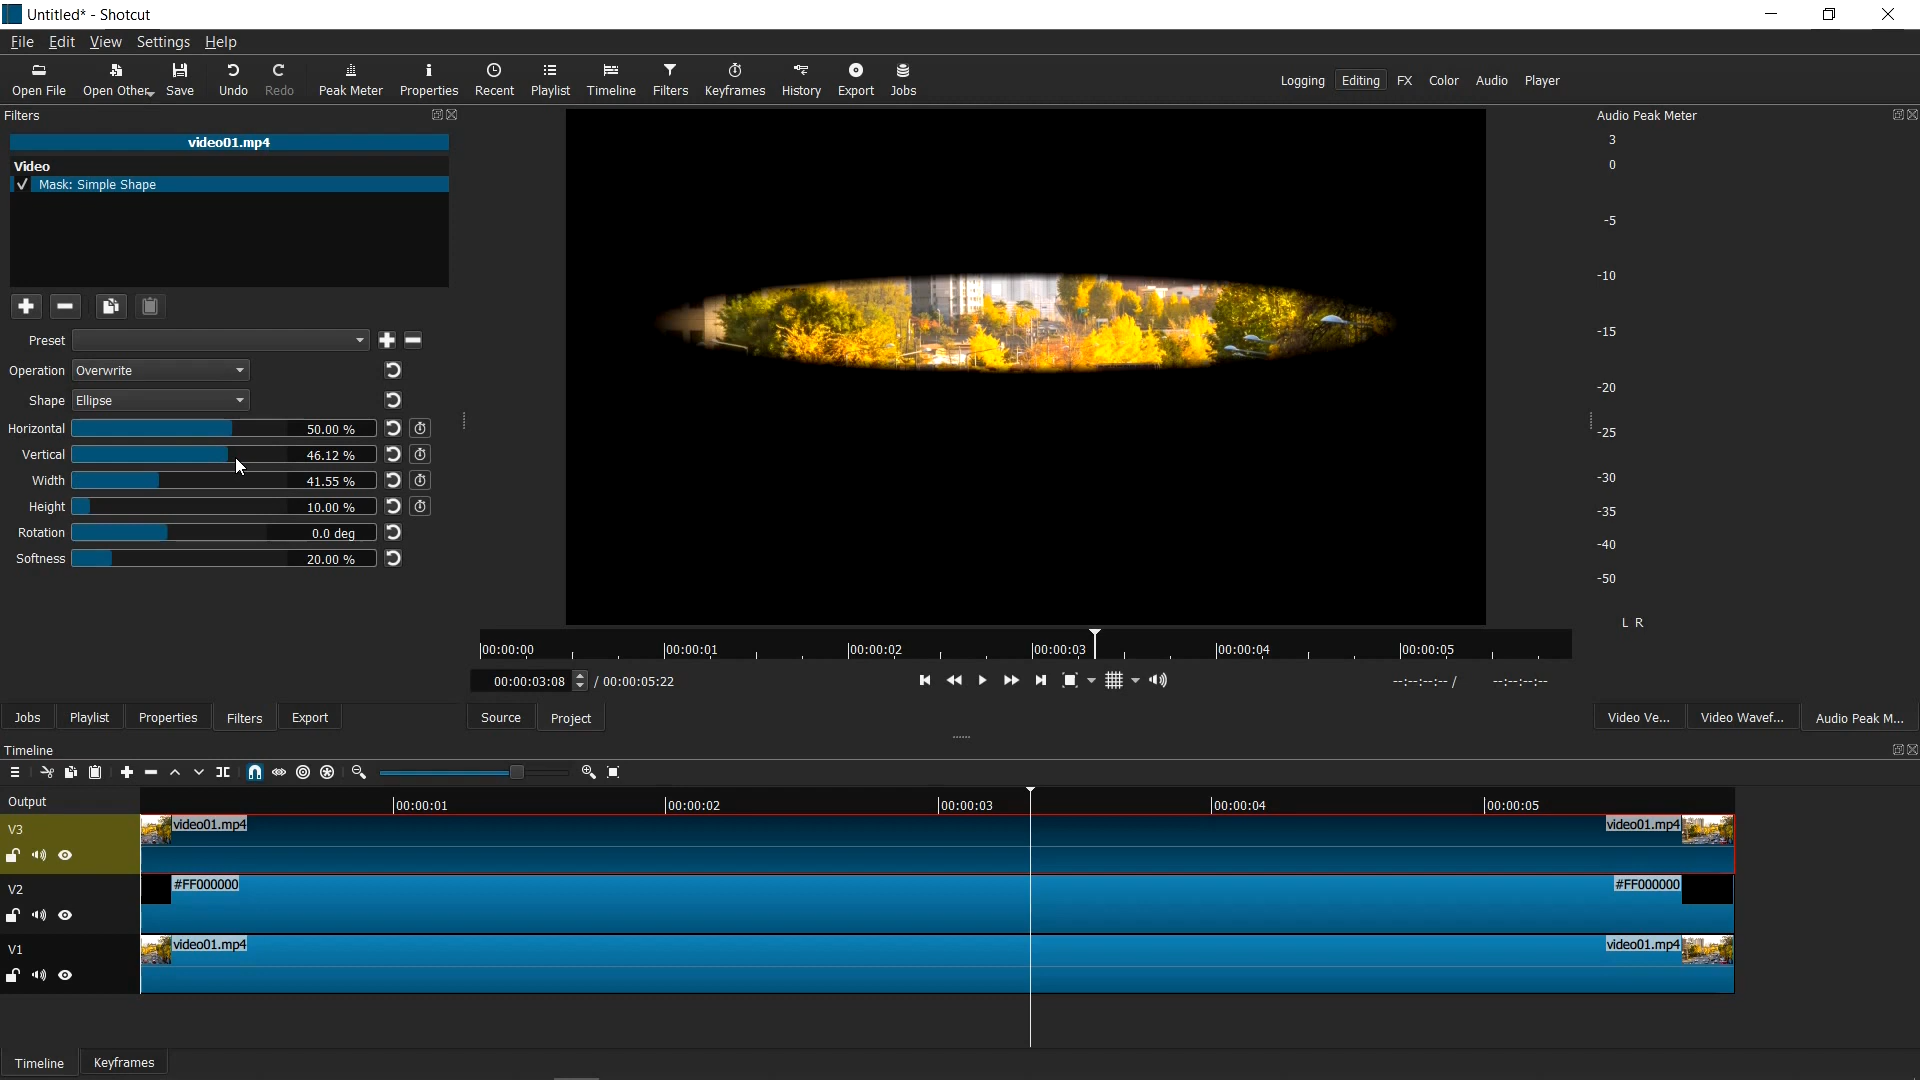 Untitled* - Shotcut
File Edit View Settings Help
Open File Open Other Save Undo Redo Peak Meter Properties Recent Playlist Timeline Filters Keyframes History Export Jobs Logging Editing FX Color Audio Player
Filters
video01.mp4
Video
Mask: Simple Shape
Preset
Operation Overwrite
Shape Ellipse
Horizontal 50.00 %
Vertical 46.12 %
Width 41.55 %
Height 10.00 %
Rotation 0.0 deg
Softness 20.00 %
Jobs Playlist Properties Filters Export
00:00:00 00:00:01 00:00:02 00:00:03 00:00:04 00:00:05
00:00:03:08 / 00:00:05:22 --:--:--:-- / --:--:--:--
Source Project
Audio Peak Meter
3
0
-5
-10
-15
-20
-25
-30
-35
-40
-50
L R
Video Ve... Video Wavef... Audio Peak M...
Timeline
Output 00:00:01 00:00:02 00:00:03 00:00:04 00:00:05
V3 video01.mp4 video01.mp4
V2 #FF000000 #FF000000
V1 video01.mp4 video01.mp4
Timeline Keyframes